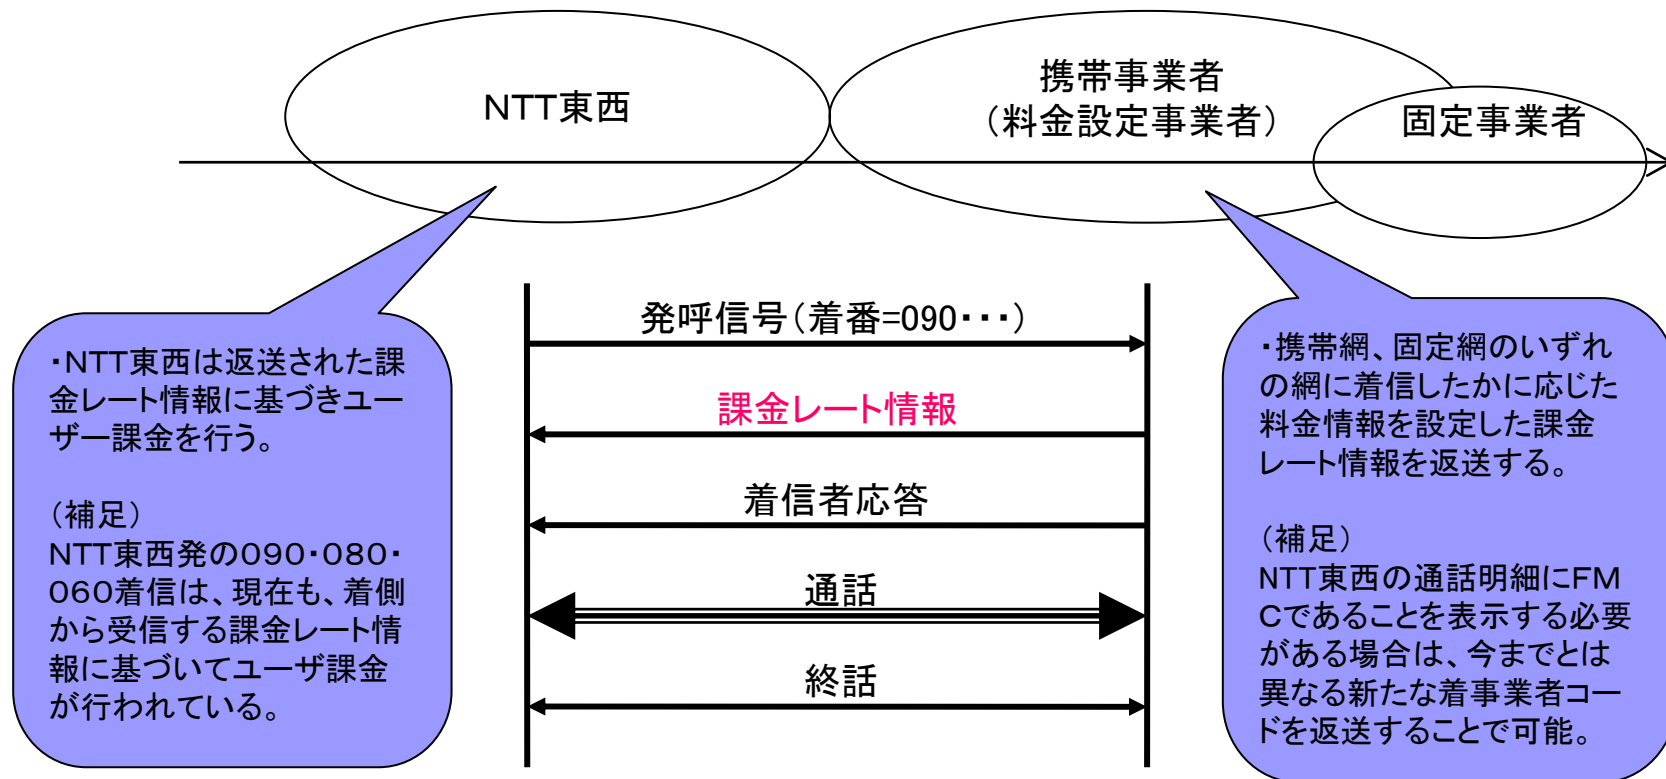 NTT東西
携帯事業者
（料金設定事業者）
固定事業者
発呼信号（着番=090･･･）
課金レート情報
着信者応答
通話
終話
･NTT東西は返送された課
金レート情報に基づきユー
ザー課金を行う。
（補足）
NTT東西発の090･080･
060着信は、現在も、着側
から受信する課金レート情
報に基づいてユーザ課金
が行われている。
･携帯網、固定網のいずれ
の網に着信したかに応じた
料金情報を設定した課金
レート情報を返送する。
（補足）
NTT東西の通話明細にFM
Cであることを表示する必要
がある場合は、今までとは
異なる新たな着事業者コー
ドを返送することで可能。